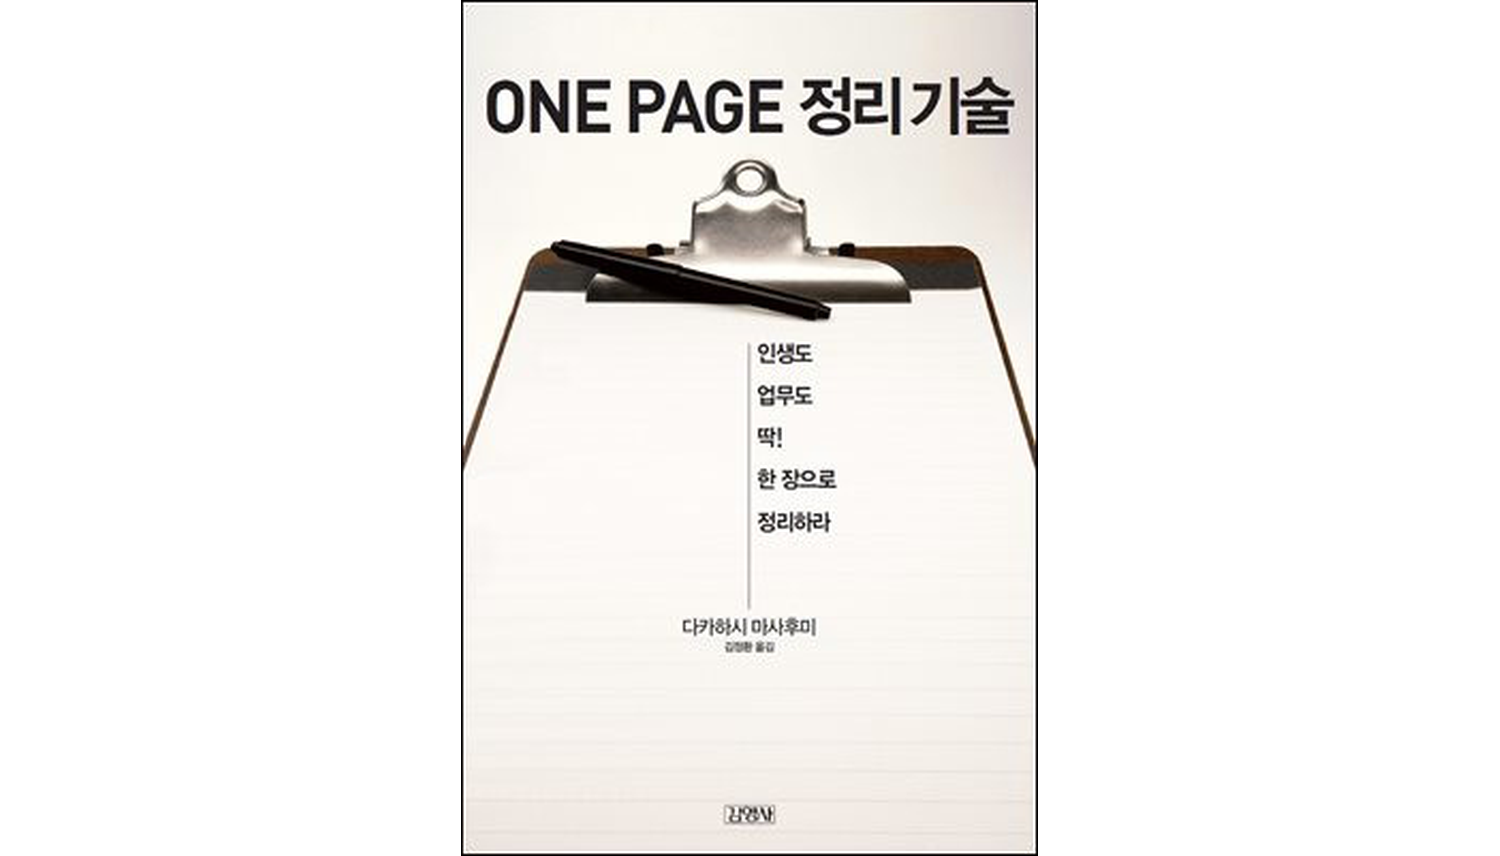 ONE PAGE 정리 기술
인생도
업무도
딱!
한 장으로
정리하라
다카하시 마사후미
김정환 옮김
김영사